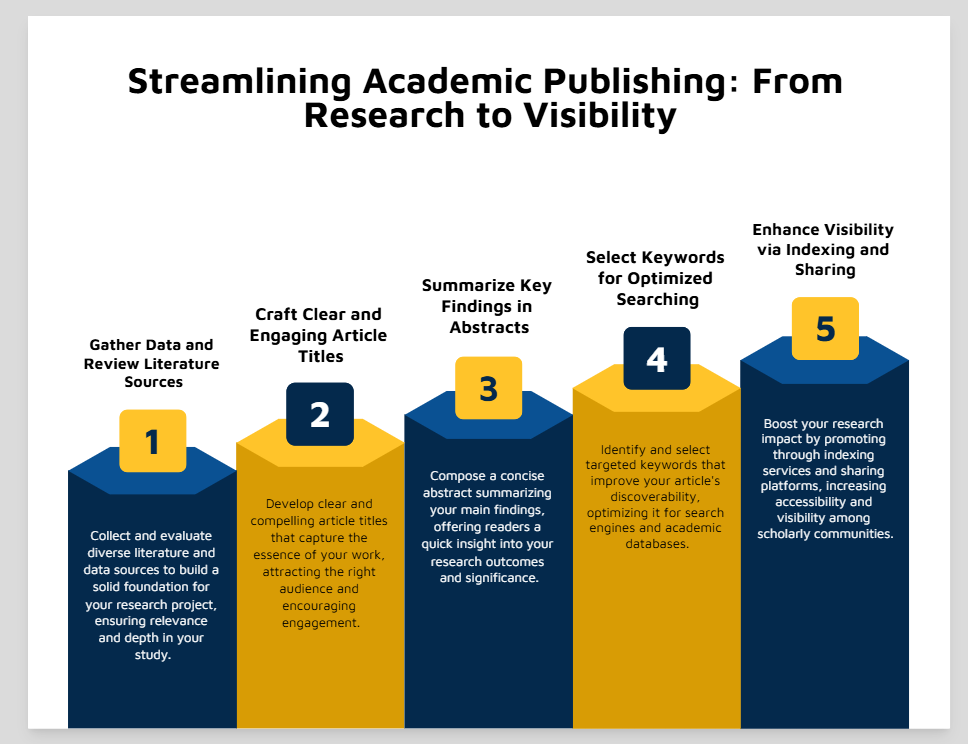 Streamlining Academic Publishing: From
Research to Visibility
Gather Data and
Review Literature
Sources
1
Collect and evaluate
diverse literature and
data sources to build a
solid foundation for
your research project,
ensuring relevance
and depth in your
study.
Craft Clear and
Engaging Article
Titles
2
Develop clear and
compelling article titles
that capture the
essence of your work,
attracting the right
audience and
encouraging
engagement.
Summarize Key
Findings in
Abstracts
3
Compose a concise
abstract summarizing
your main findings,
offering readers a
quick insight into your
research outcomes
and significance.
Select Keywords
for Optimized
Searching
4
Identify and select
targeted keywords that
improve your article's
discoverability,
optimizing it for search
engines and academic
databases.
Enhance Visibility
via Indexing and
Sharing
5
Boost your research
impact by promoting
through indexing
services and sharing
platforms, increasing
accessibility and
visibility among
scholarly communities.